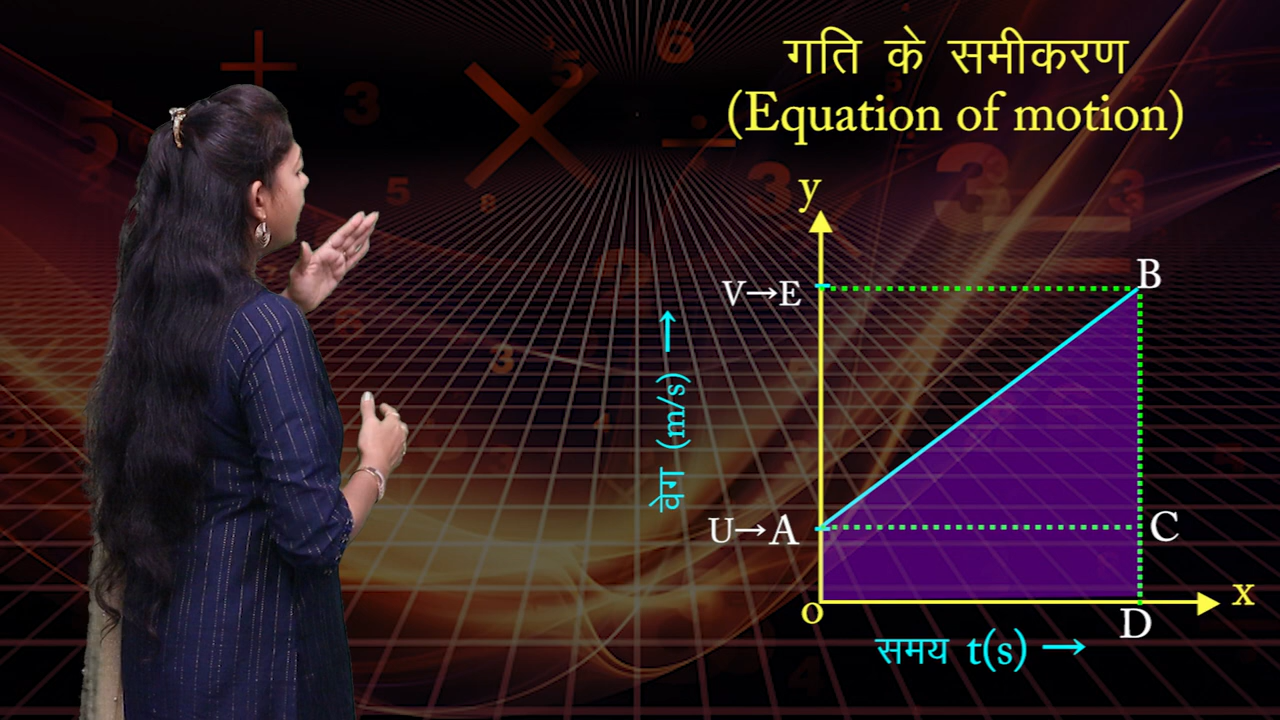 गति के समीकरण
(Equation of motion)
y
V→E
B
वेग (m/s) →
U→A
C
O
x
D
समय t(s) →